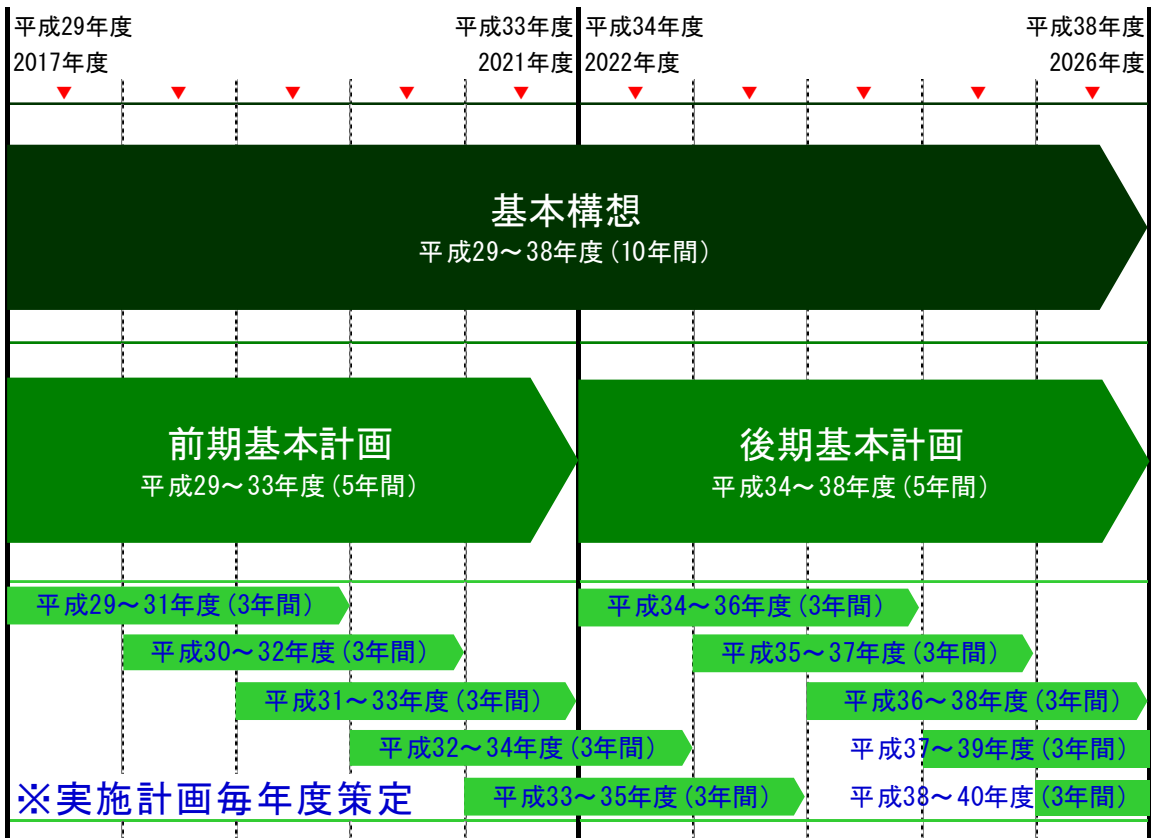 平成29年度
平成33年度
平成34年度
平成38年度
2017年度
2021年度
2022年度
2026年度
基本構想
平成29～38年度(10年間)
前期基本計画
平成29～33年度(5年間)
後期基本計画
平成34～38年度(5年間)
平成29～31年度(3年間)
平成34～36年度(3年間)
平成30～32年度(3年間)
平成35～37年度(3年間)
平成31～33年度(3年間)
平成36～38年度(3年間)
平成32～34年度(3年間)
平成37～39年度(3年間)
※実施計画毎年度策定
平成33～35年度(3年間)
平成38～40年度(3年間)